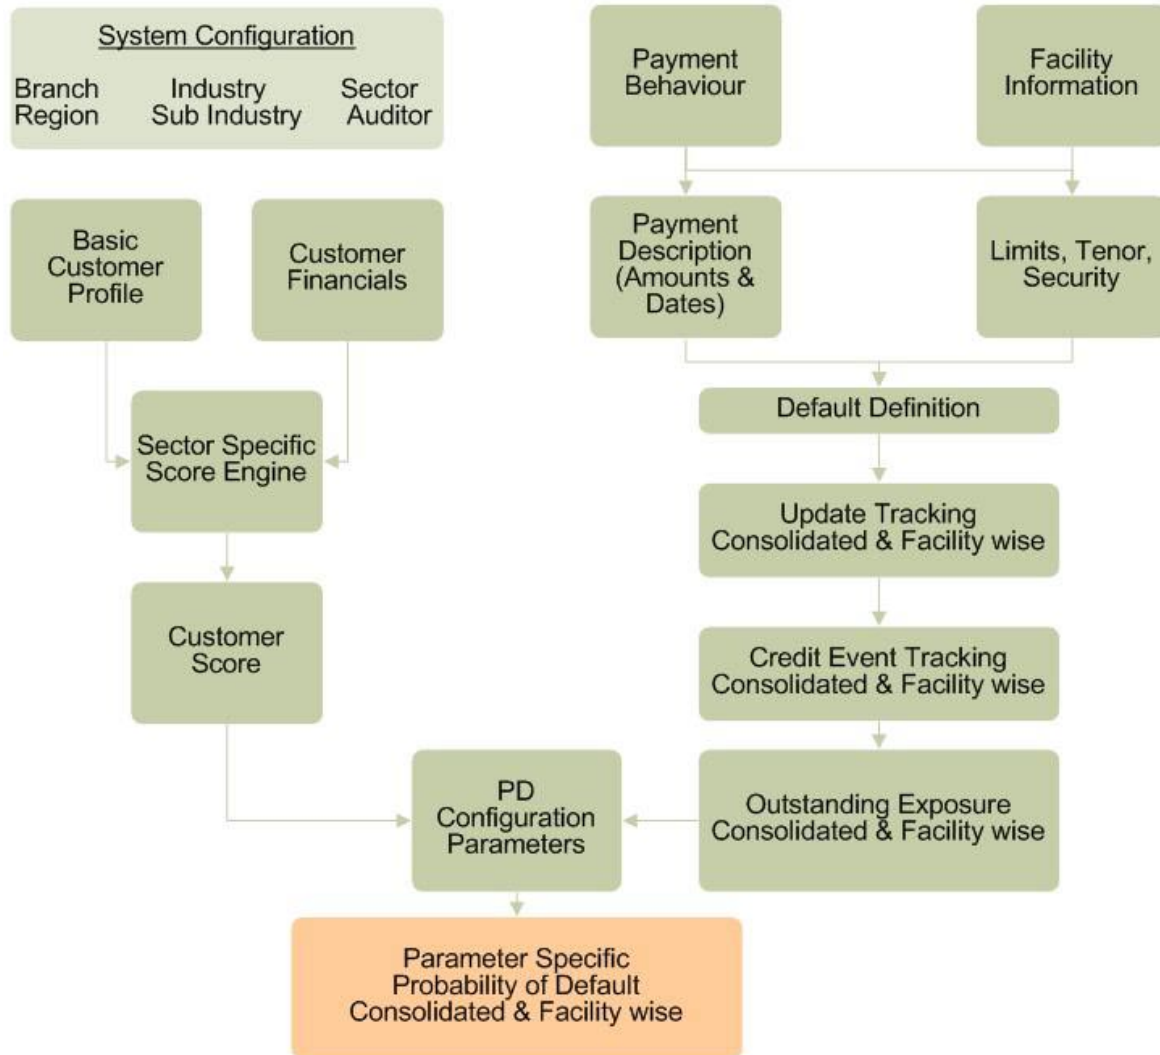 System Configuration
Branch Industry Sector
Region Sub Industry Auditor
Payment
Behaviour
Facility
Information
Basic
Customer
Profile
Customer
Financials
Payment
Description
(Amounts &
Dates)
Limits, Tenor,
Security
Default Definition
Sector Specific
Score Engine
Update Tracking
Consolidated & Facility wise
Customer
Score
Credit Event Tracking
Consolidated & Facility wise
PD
Configuration
Parameters
Outstanding Exposure
Consolidated & Facility wise
Parameter Specific
Probability of Default
Consolidated & Facility wise